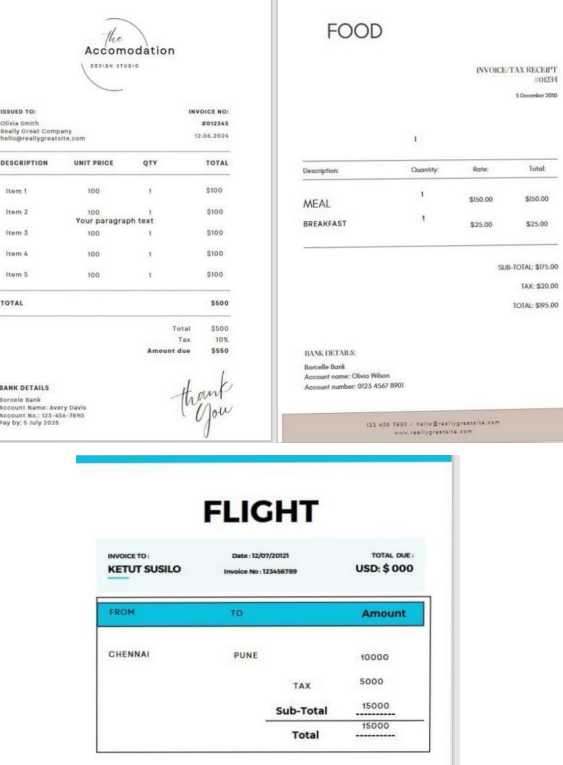 the
Accomodation
DESIGN STUDIO
ISSUED TO:
INVOICE NO:
Olivia Smith
#012345
Really Great Company
hello@reallygreatsite.com
12.06.2024
DESCRIPTION UNIT PRICE QTY TOTAL
Item 1 100 1 $100
Item 2 100 1 $100
Your paragraph text
Item 3 100 1 $100
Item 4 100 1 $100
Item 5 100 1 $100
TOTAL $500
Total $500
Tax 10%
Amount due $550
BANK DETAILS
Borcele Bank
Account Name: Avery Davis
Account No.: 123-456-7890
Pay by: 5 July 2025
thank
you
FOOD
INVOICE/TAX RECEIPT
#01234
5 December 2030
1
Description: Quantity: Rate: Total:
MEAL 1 $150.00 $150.00
BREAKFAST 1 $25.00 $25.00
SUB-TOTAL: $175.00
TAX: $20.00
TOTAL: $195.00
BANK DETAILS:
Borcelle Bank
Account name: Olivia Wilson
Account number: 0123 4567 8901
123 456 7890 / hello@reallygreatsite.com
www.reallygreatsite.com
FLIGHT
INVOICE TO : Date : 12/07/20121 TOTAL DUE :
KETUT SUSILO Invoice No : 123456789 USD: $ 000
FROM TO Amount
CHENNAI PUNE 10000
TAX 5000
Sub-Total 15000
----------
Total 15000
----------